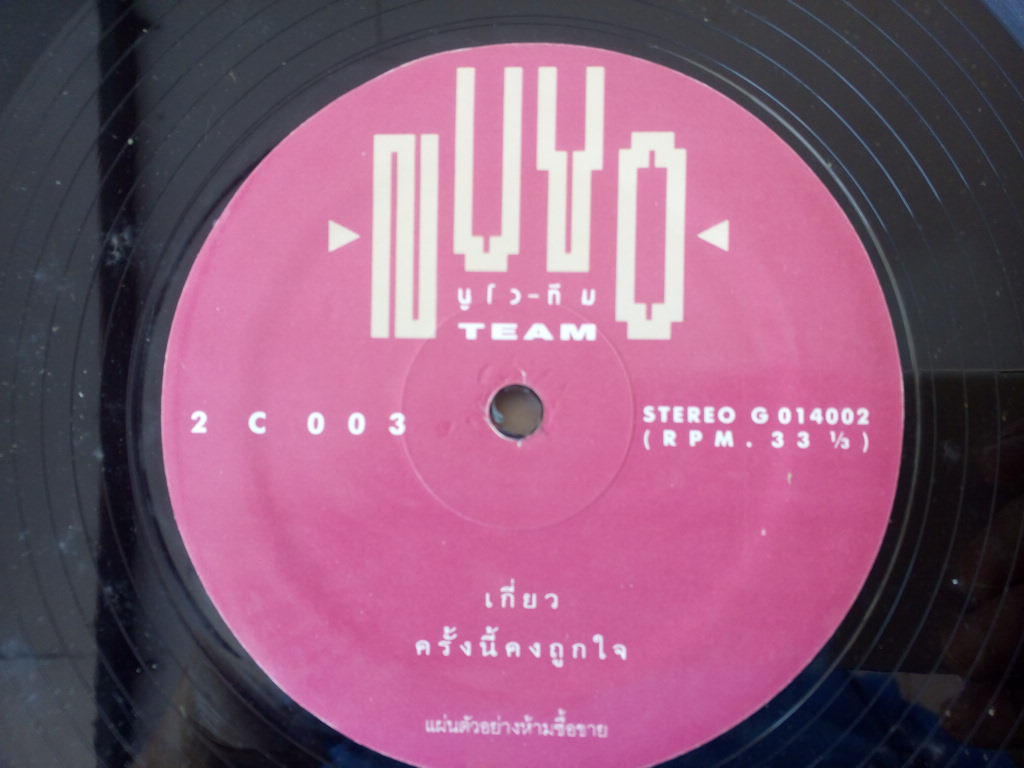 NUVO
นูโว-ทีม
TEAM
2 C 003
STEREO G 014002
(RPM. 33 ⅓)
เกี่ยว
ครั้งนี้คงถูกใจ
แผ่นตัวอย่างห้ามซื้อขาย